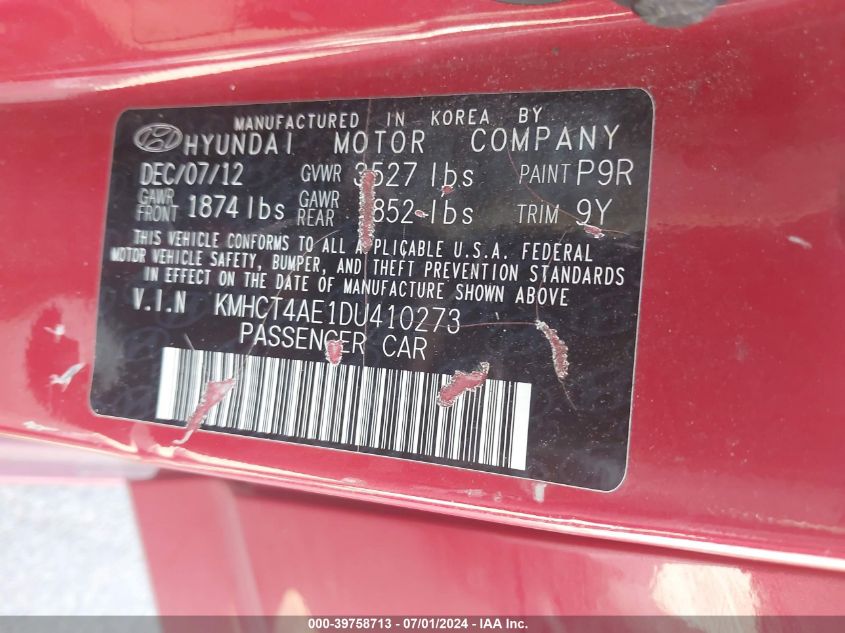 MANUFACTURED IN KOREA BY
HYUNDAI MOTOR COMPANY
DEC/07/12 GVWR 3527 lbs PAINT P9R
GAWR FRONT 1874 lbs GAWR REAR 852 lbs TRIM 9Y
THIS VEHICLE CONFORMS TO ALL APPLICABLE U.S.A. FEDERAL
MOTOR VEHICLE SAFETY, BUMPER, AND THEFT PREVENTION STANDARDS
IN EFFECT ON THE DATE OF MANUFACTURE SHOWN ABOVE
V.I.N KMHCT4AE1DU410273
PASSENGER CAR
000-39758713 - 07/01/2024 - IAA Inc.